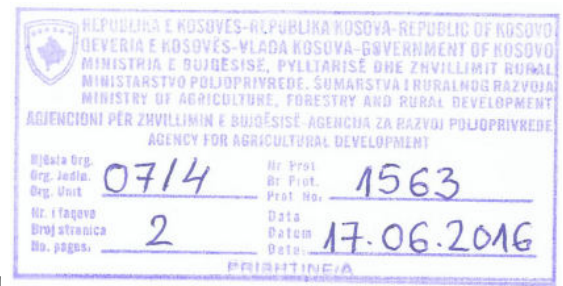 REPUBLIKA E KOSOVËS-REPUBLIKA KOSOVA-REPUBLIC OF KOSOVO
QEVERIA E KOSOVËS-VLADA KOSOVA-GOVERNMENT OF KOSOVO
MINISTRIA E BUJQËSISË, PYLLTARISË DHE ZHVILLIMIT RURAL
MINISTARSTVO POLJOPRIVREDE, ŠUMARSTVA I RURALNOG RAZVOJA
MINISTRY OF AGRICULTURE, FORESTRY AND RURAL DEVELOPMENT
AGJENCIONI PËR ZHVILLIMIN E BUJQËSISË-AGENCIJA ZA RAZVOJ POLJOPRIVREDE
AGENCY FOR AGRICULTURAL DEVELOPMENT
Njësia Org.
Org. Jedin.
Org. Unit
07/4
Nr. Prot
Br Prot.
Prot No.
1563
Nr. i faqeve
Broj stranica
No. pages.
2
Data
Datum
Date:
17.06.2016
PRISHTINË/A